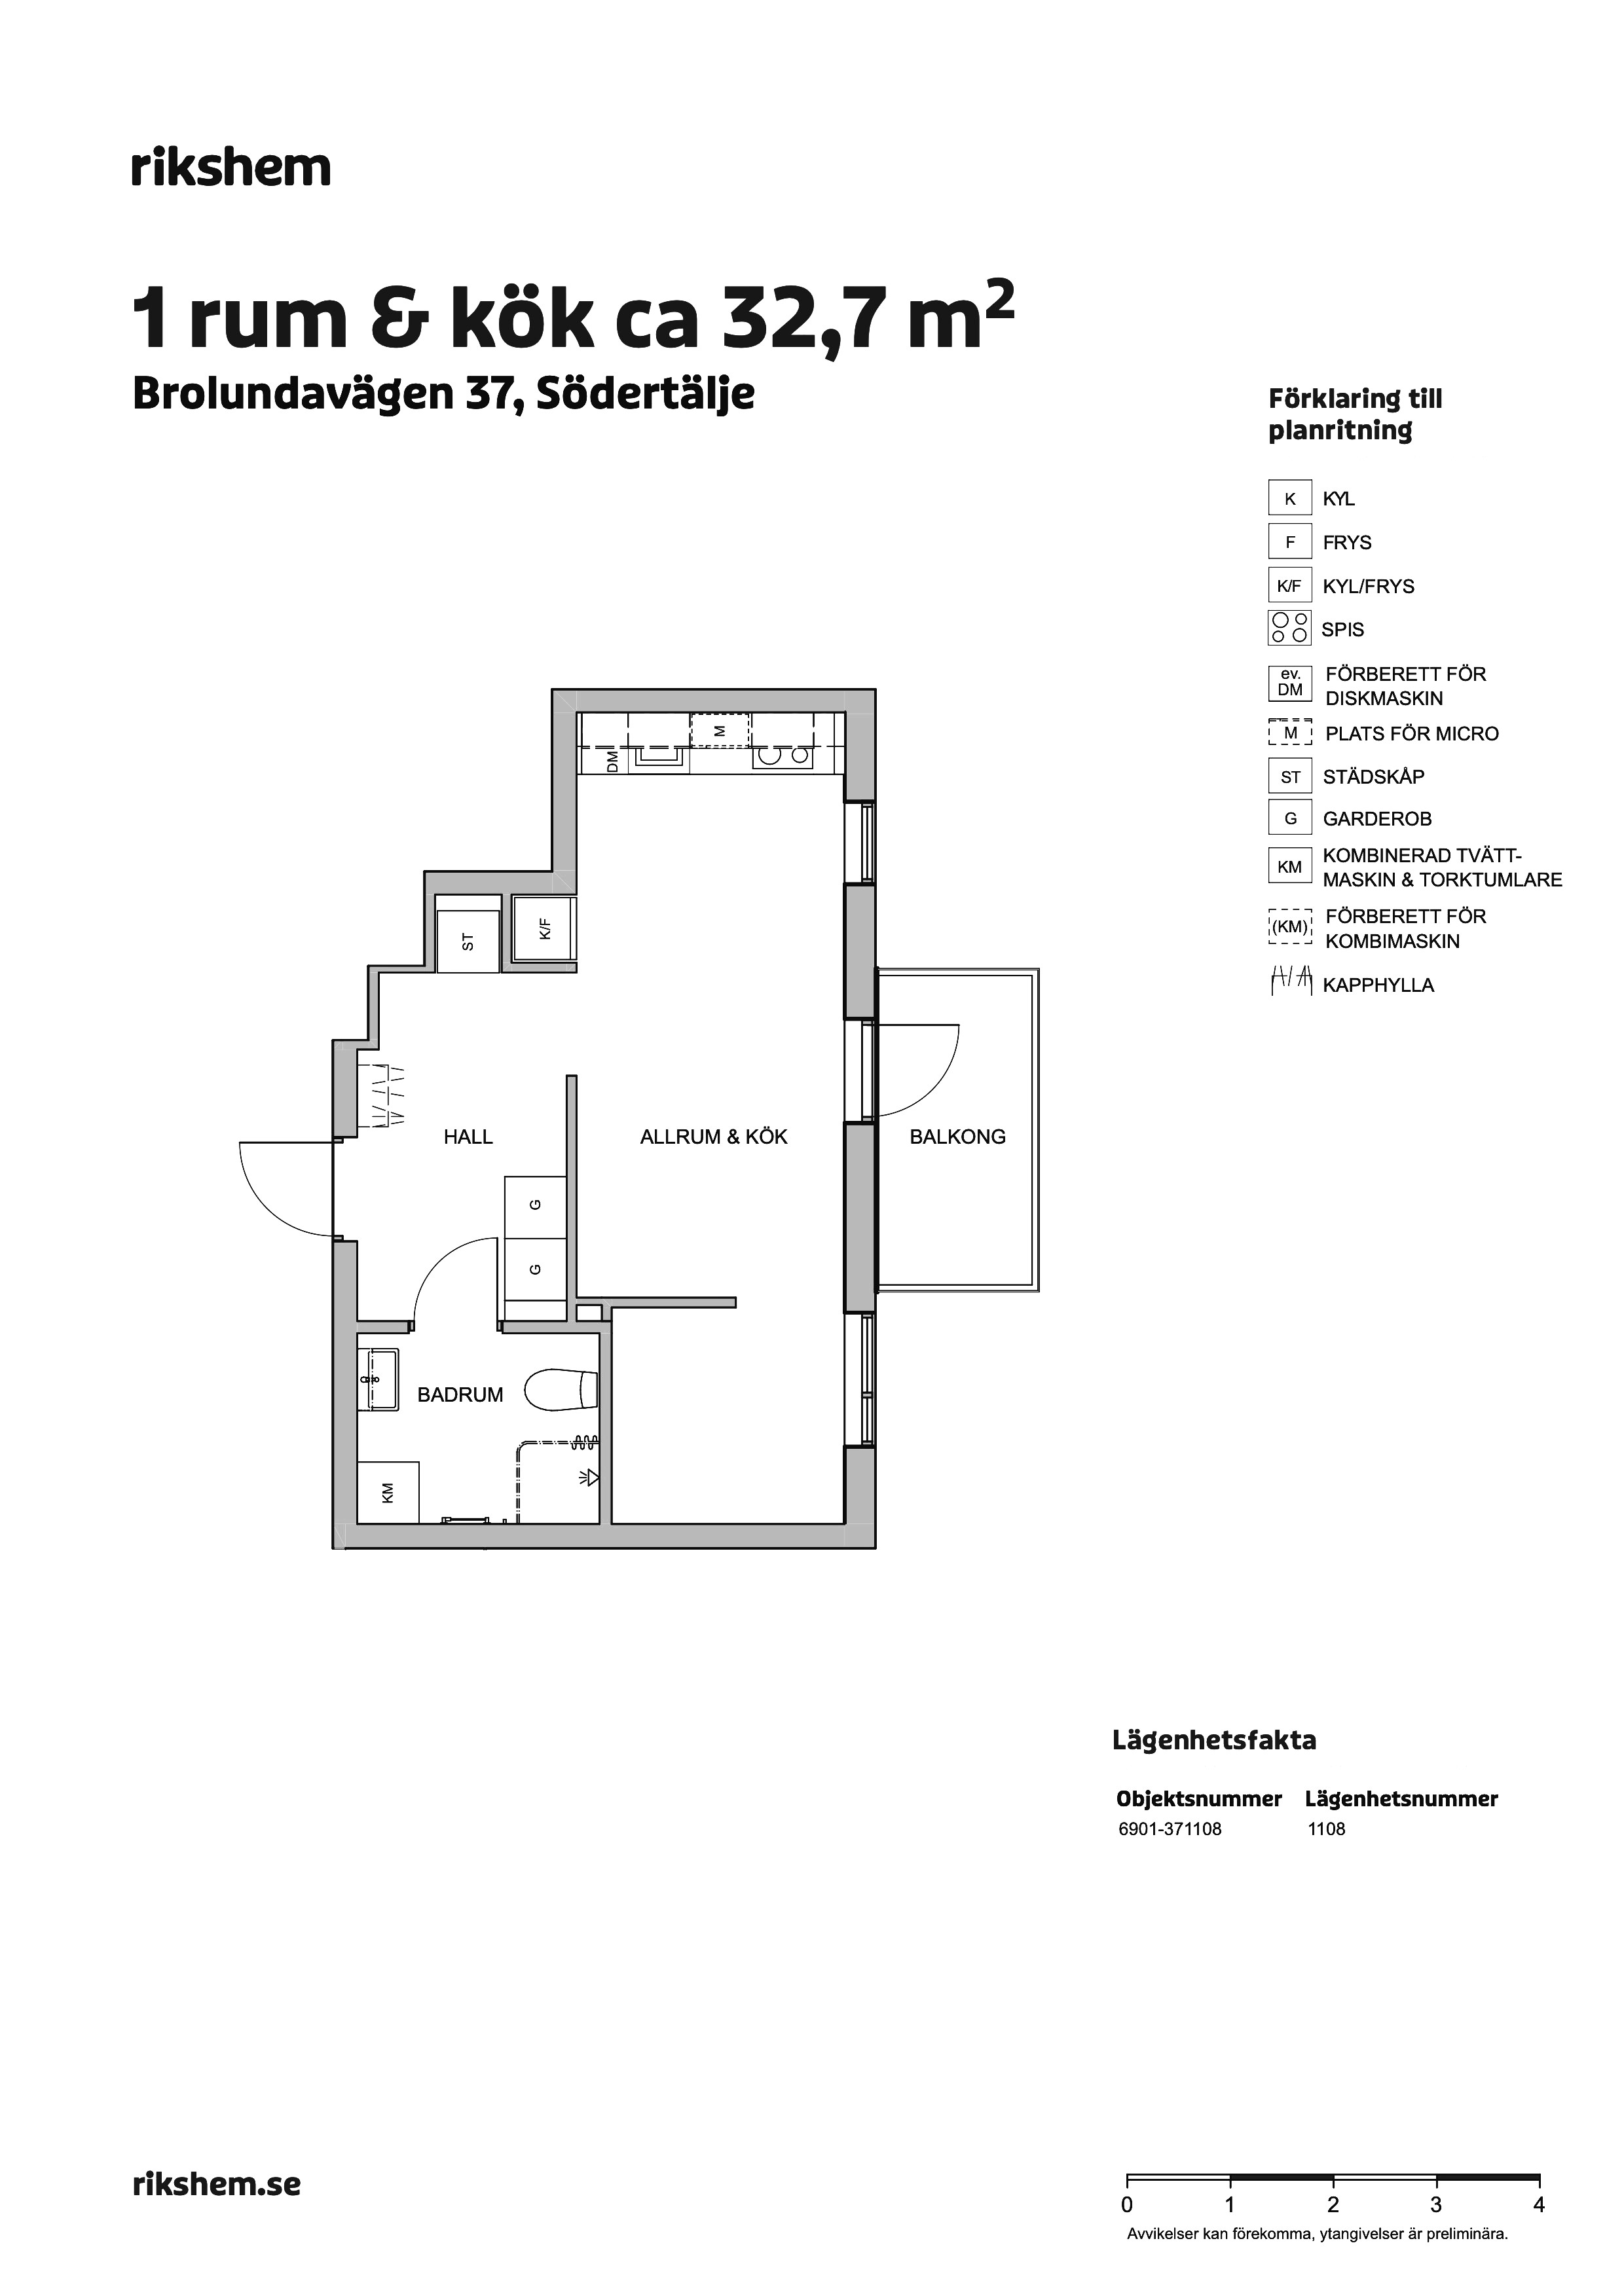 rikshem
1 rum & kök ca 32,7 m²
Brolundavägen 37, Södertälje
Förklaring till
planritning
K KYL
F FRYS
K/F KYL/FRYS
SPIS
ev.
DM
FÖRBERETT FÖR
DISKMASKIN
M PLATS FÖR MICRO
ST STÄDSKÅP
G GARDEROB
KM
KOMBINERAD TVÄTT-
MASKIN & TORKTUMLARE
(KM)
FÖRBERETT FÖR
KOMBIMASKIN
KAPPHYLLA
DM
M
ST
K/F
HALL
ALLRUM & KÖK
BALKONG
G
G
BADRUM
KM
Lägenhetsfakta
Objektsnummer Lägenhetsnummer
6901-371108 1108
rikshem.se
0 1 2 3 4
Avvikelser kan förekomma, ytangivelser är preliminära.